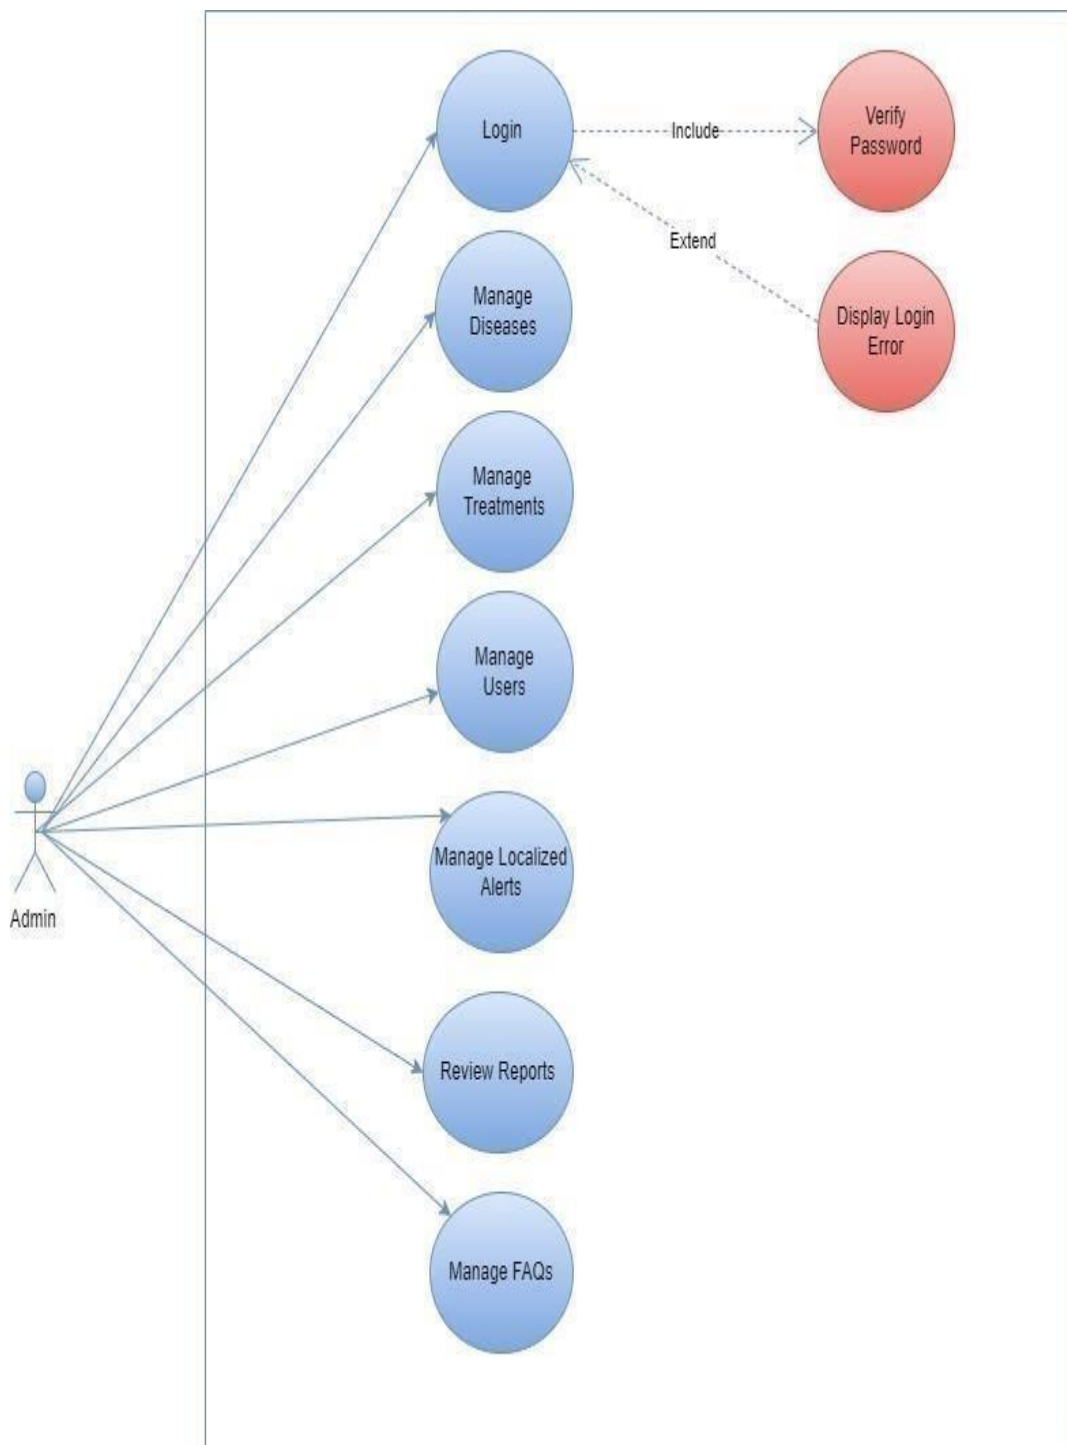 Login
Include
Verify
Password
Extend
Manage
Diseases
Display Login
Error
Manage
Treatments
Manage
Users
Manage Localized
Alerts
Admin
Review Reports
Manage FAQs